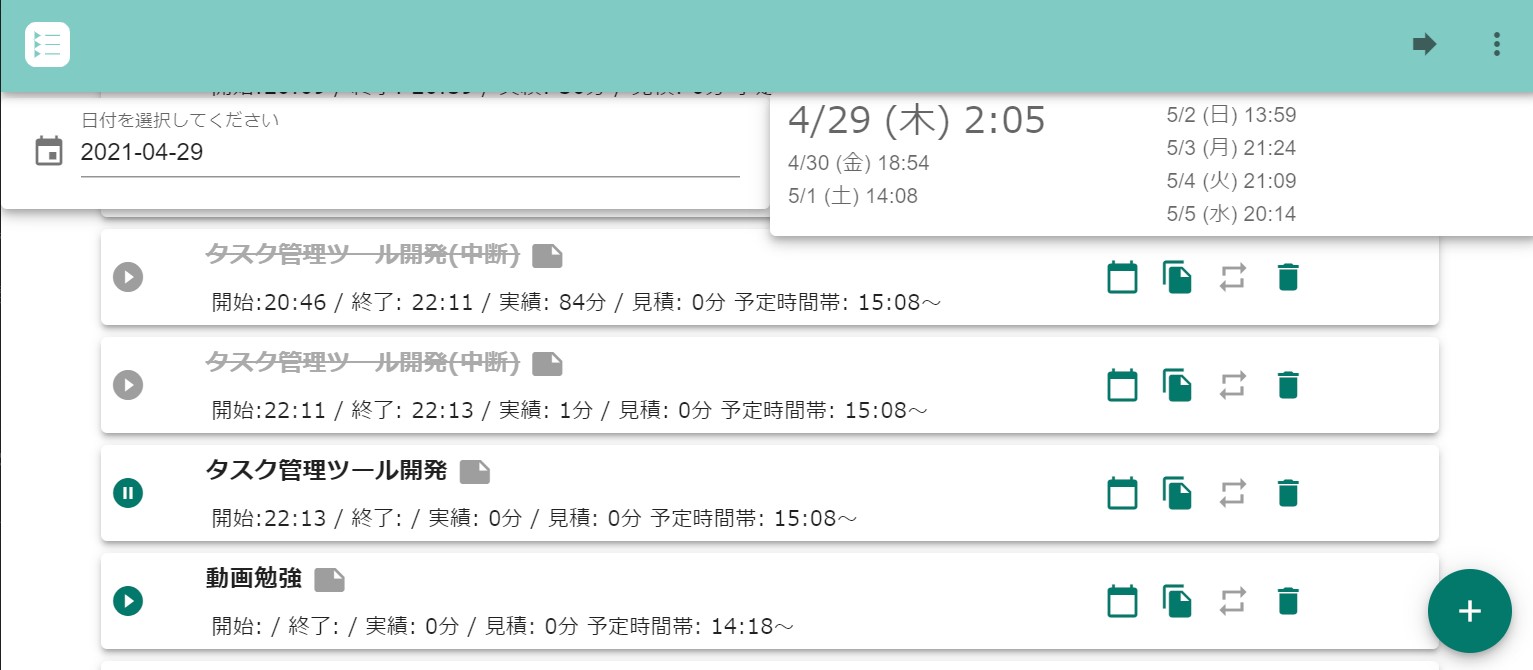 日付を選択してください
2021-04-29
4/29 (木) 2:05
4/30 (金) 18:54
5/1 (土) 14:08
5/2 (日) 13:59
5/3 (月) 21:24
5/4 (火) 21:09
5/5 (水) 20:14
タスク管理ツール開発(中断)
開始:20:46 / 終了: 22:11 / 実績: 84分 / 見積: 0分 予定時間帯: 15:08～
タスク管理ツール開発(中断)
開始:22:11 / 終了: 22:13 / 実績: 1分 / 見積: 0分 予定時間帯: 15:08～
タスク管理ツール開発
開始:22:13 / 終了: / 実績: 0分 / 見積: 0分 予定時間帯: 15:08～
動画勉強
開始: / 終了: / 実績: 0分 / 見積: 0分 予定時間帯: 14:18～